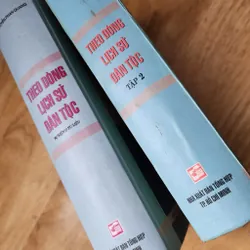 THEO DÒNG
LỊCH SỬ
DÂN TỘC
THEO DÒNG
LỊCH SỬ
DÂN TỘC
TẬP 2
NHÀ XUẤT BẢN TỔNG HỢP
TP. HỒ CHÍ MINH